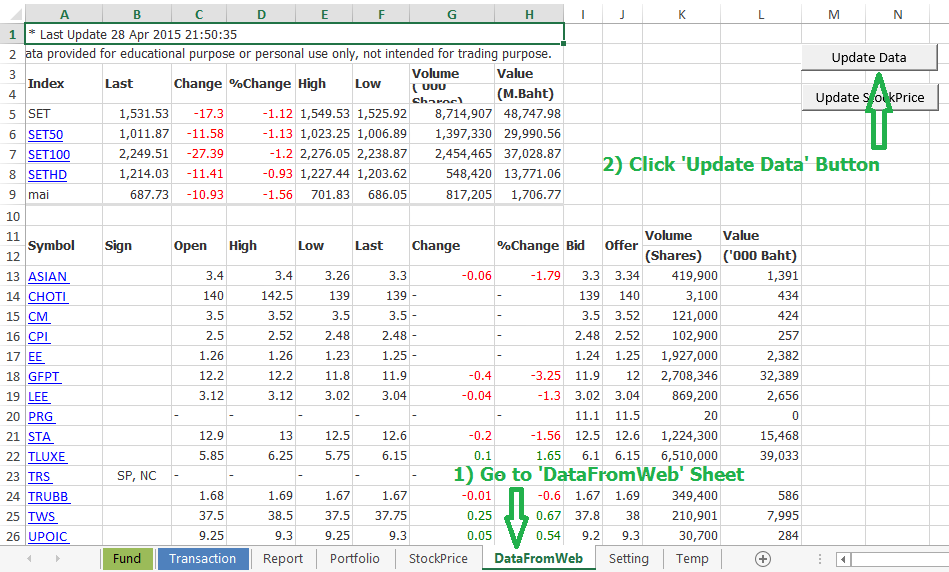 A B C D E F G H I J K L M N
1 * Last Update 28 Apr 2015 21:50:35
2 ata provided for educational purpose or personal use only, not intended for trading purpose. Update Data
3 Index Last Change %Change High Low Volume Value
4 ('000 Shares) (M.Baht) Update StockPrice
5 SET 1,531.53 -17.3 -1.12 1,549.53 1,525.92 8,714,907 48,747.98
6 SET50 1,011.87 -11.58 -1.13 1,023.25 1,006.89 1,397,330 29,990.56
7 SET100 2,249.51 -27.39 -1.2 2,276.05 2,238.87 2,454,465 37,028.87
2) Click 'Update Data' Button
8 SETHD 1,214.03 -11.41 -0.93 1,227.44 1,203.62 548,420 13,771.06
9 mai 687.73 -10.93 -1.56 701.83 686.05 817,205 1,706.77
10
11 Symbol Sign Open High Low Last Change %Change Bid Offer Volume Value
12 (Shares) ('000 Baht)
13 ASIAN 3.4 3.4 3.26 3.3 -0.06 -1.79 3.3 3.34 419,900 1,391
14 CHOTI 140 142.5 139 139 - - 139 140 3,100 434
15 CM 3.5 3.52 3.5 3.5 - - 3.5 3.52 121,000 424
16 CPI 2.5 2.52 2.48 2.48 - - 2.48 2.52 102,900 257
17 EE 1.26 1.26 1.23 1.25 - - 1.24 1.25 1,927,000 2,382
18 GFPT 12.2 12.2 11.8 11.9 -0.4 -3.25 11.9 12 2,708,346 32,389
19 LEE 3.12 3.12 3.02 3.04 -0.04 -1.3 3.02 3.04 869,200 2,656
20 PRG - - - - - - 11.1 11.5 20 0
21 STA 12.9 13 12.5 12.6 -0.2 -1.56 12.5 12.6 1,224,300 15,468
22 TLUXE 5.85 6.25 5.75 6.15 0.1 1.65 6.1 6.15 6,510,000 39,033
23 TRS SP, NC - - - - -
1) Go to 'DataFromWeb' Sheet
24 TRUBB 1.68 1.69 1.67 1.67 -0.01 -0.6 1.67 1.69 349,400 586
25 TWS 37.5 38.5 37.5 37.75 0.25 0.67 37.8 38 210,901 7,995
26 UPOIC 9.25 9.3 9.25 9.3 0.05 0.54 9.2 9.3 30,700 284
Fund Transaction Report Portfolio StockPrice DataFromWeb Setting Temp